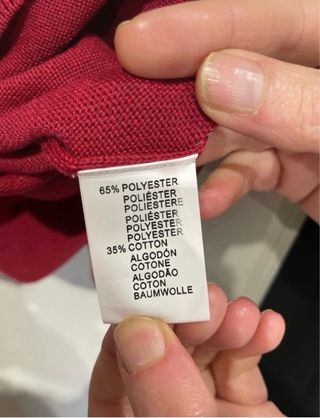 65% POLYESTER
POLIÉSTER
POLIESTERE
POLIÉSTER
POLYESTER
POLYESTER
35% COTTON
ALGODÓN
COTONE
ALGODÃO
COTON
BAUMWOLLE